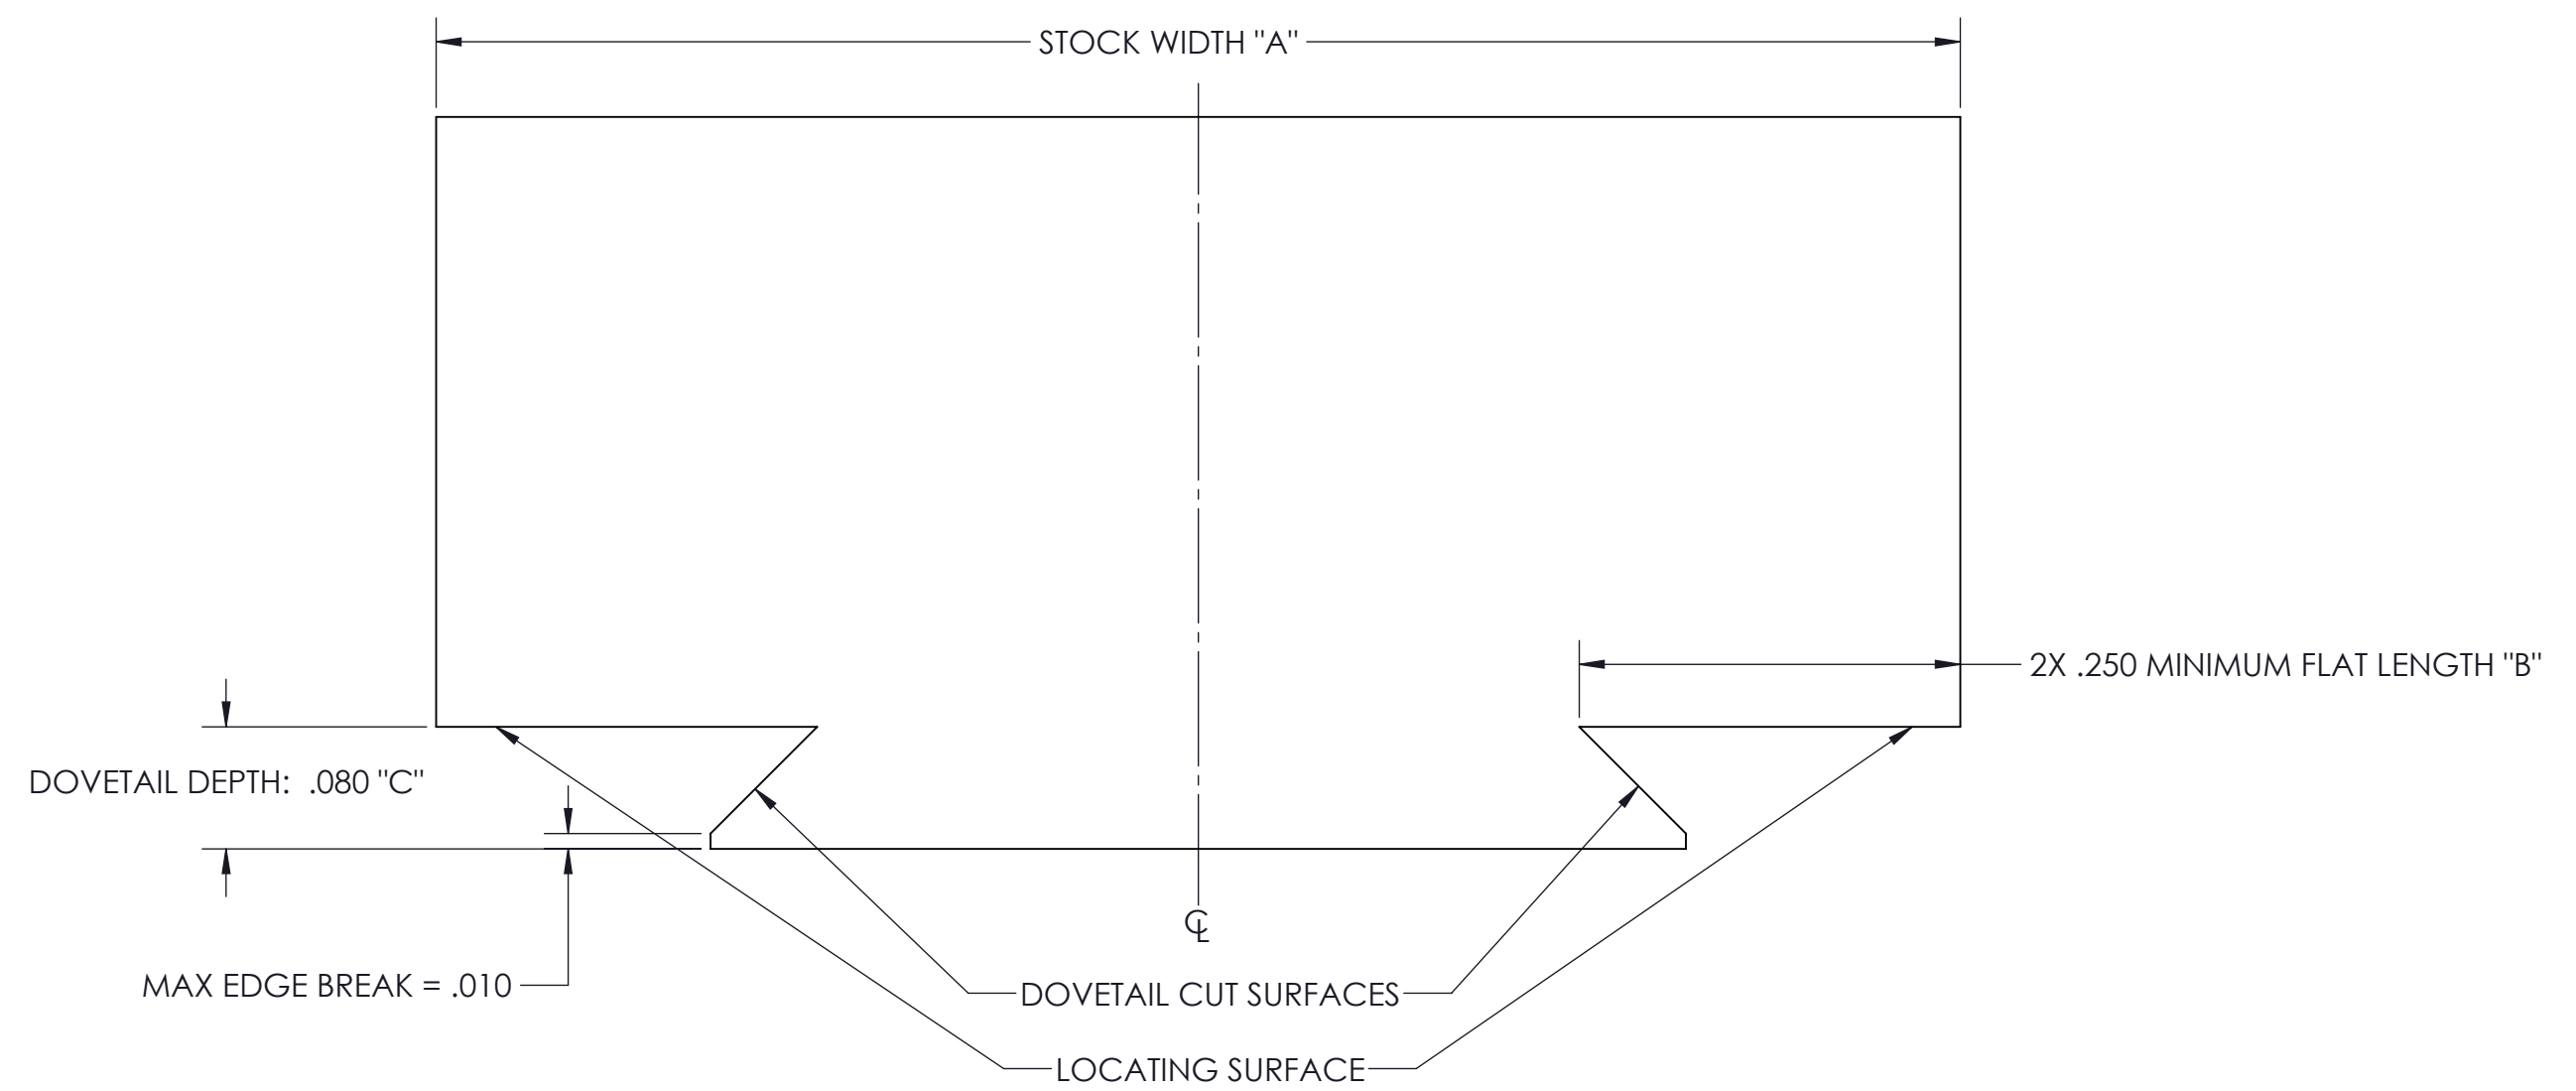 STOCK WIDTH "A"
2X .250 MINIMUM FLAT LENGTH "B"
DOVETAIL DEPTH: .080 "C"
℄
MAX EDGE BREAK = .010
DOVETAIL CUT SURFACES
LOCATING SURFACE